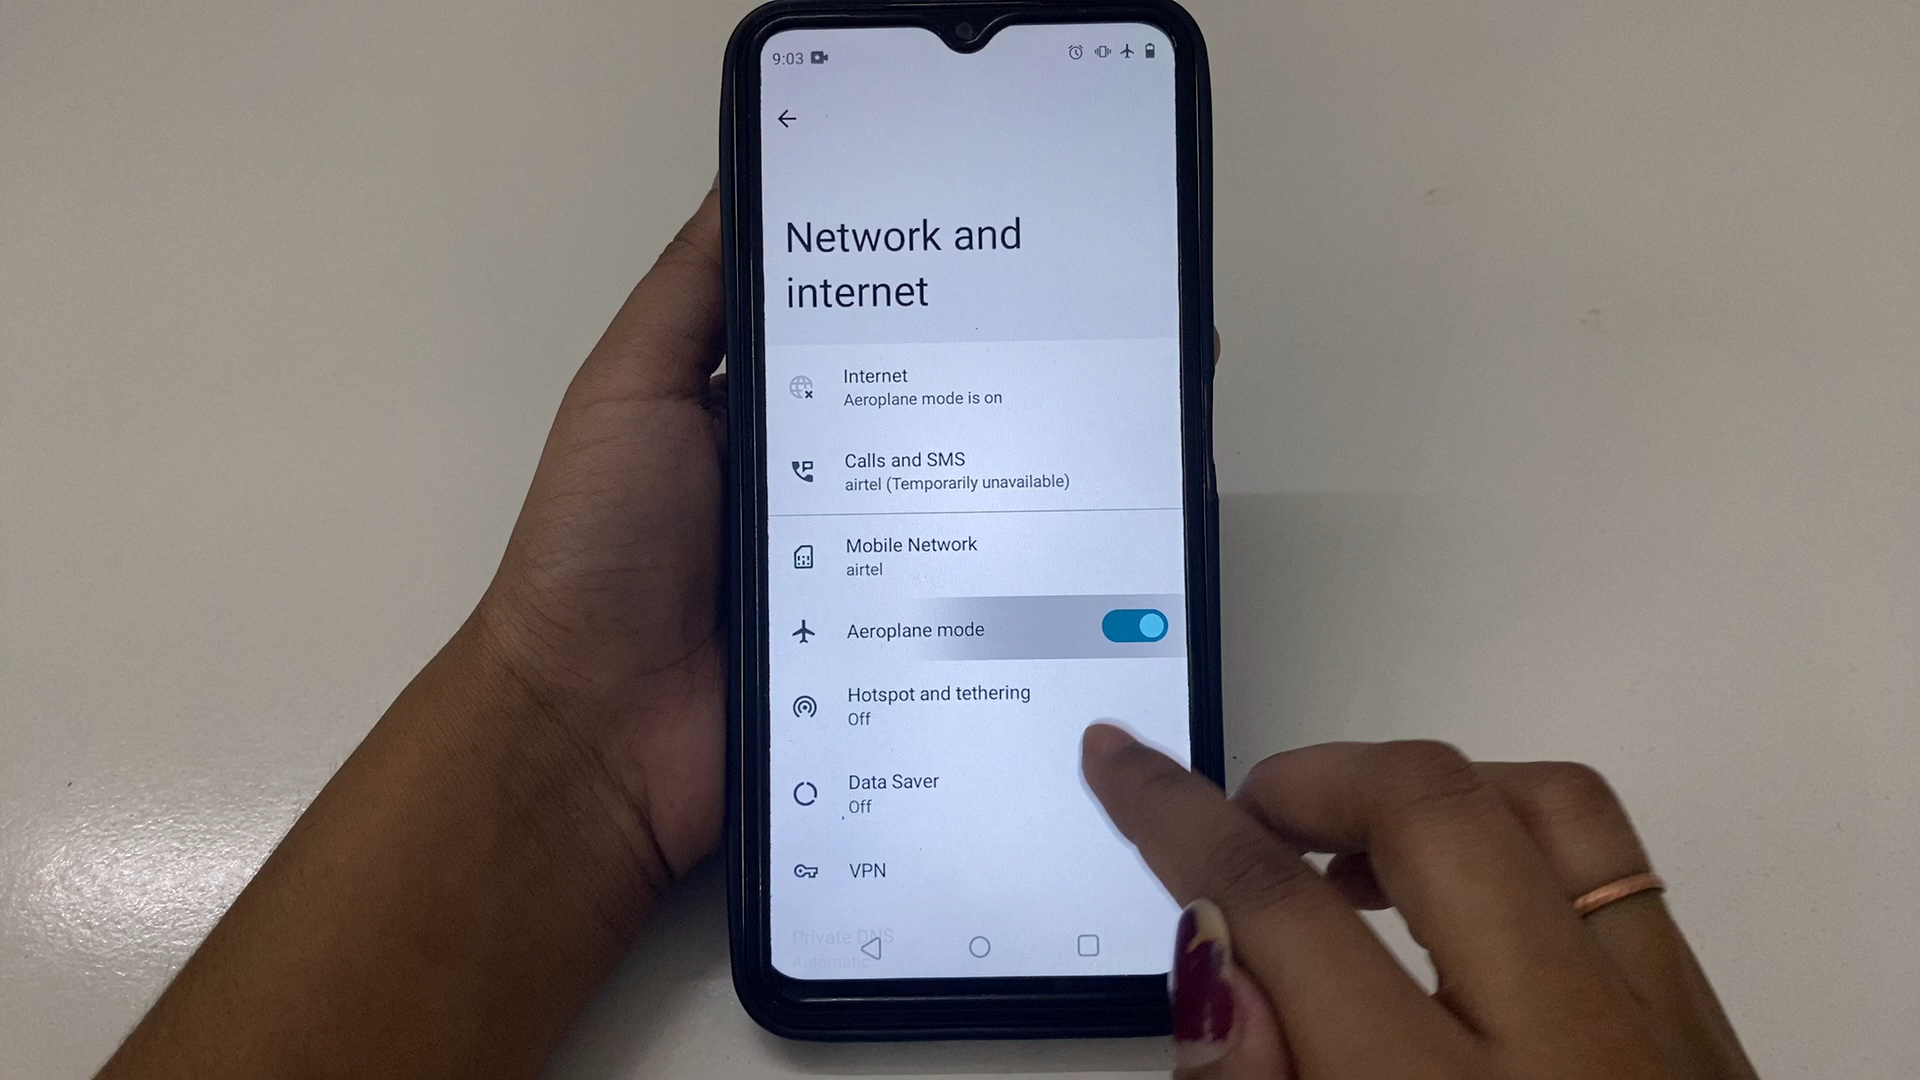 9:03
Network and
internet
Internet
Aeroplane mode is on
Calls and SMS
airtel (Temporarily unavailable)
Mobile Network
airtel
Aeroplane mode
Hotspot and tethering
Off
Data Saver
Off
VPN
Private DNS
Automatic